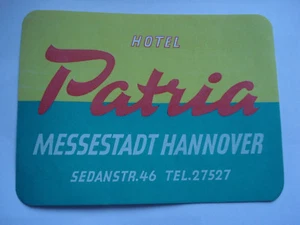 HOTEL
Patria
MESSESTADT HANNOVER
SEDANSTR.46 TEL.27527